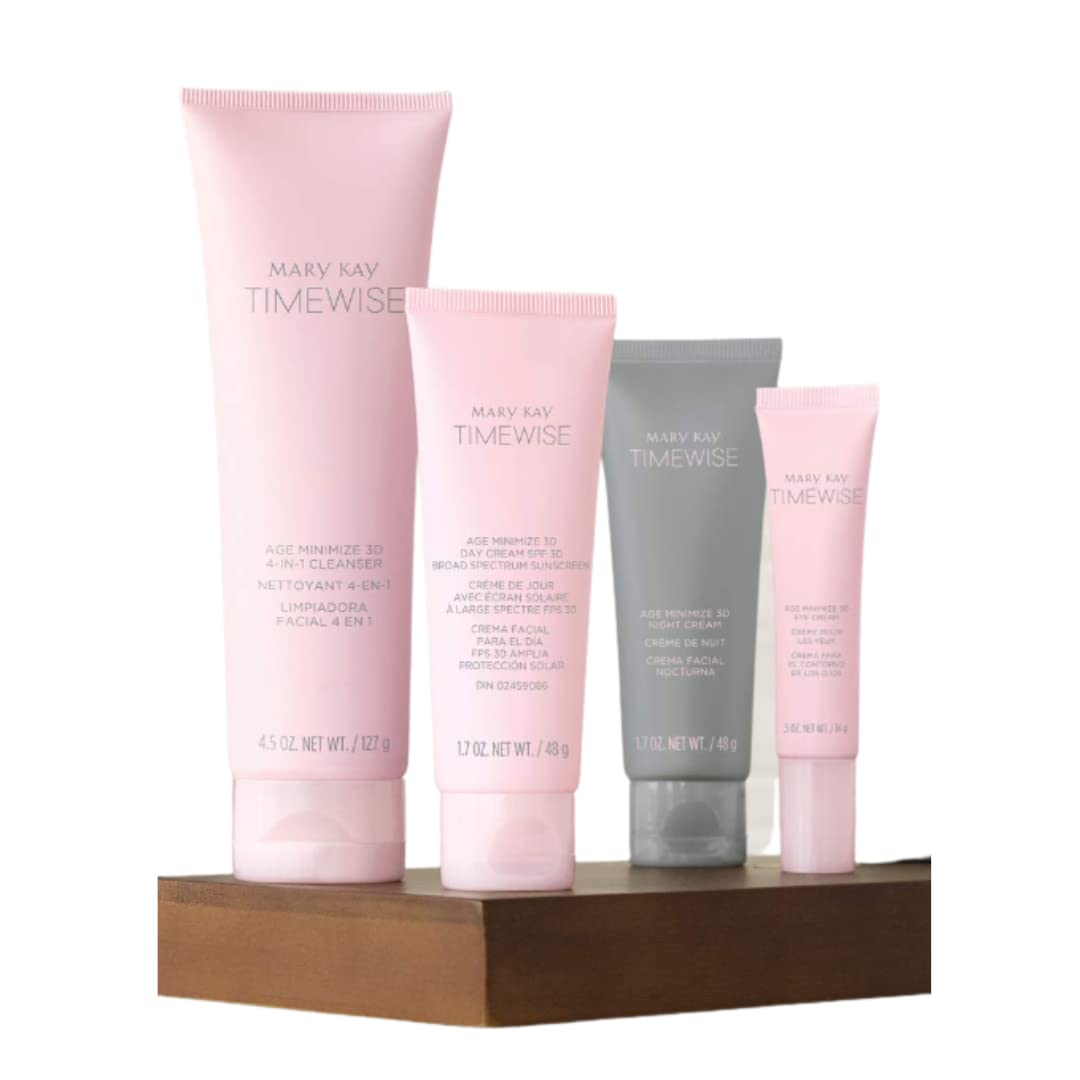 MARY KAY
TIMEWISE
AGE MINIMIZE 3D
4-IN-1 CLEANSER
NETTOYANT 4-EN-1
LIMPIADORA
FACIAL 4 EN 1
4.5 OZ. NET WT. / 127 g
MARY KAY
TIMEWISE
AGE MINIMIZE 3D
DAY CREAM SPF 30
BROAD SPECTRUM SUNSCREEN
CRÈME DE JOUR
AVEC ÉCRAN SOLAIRE
À LARGE SPECTRE FPS 30
CREMA FACIAL
PARA EL DÍA
FPS 30 AMPLIA
PROTECCIÓN SOLAR
DIN 02459086
1.7 OZ. NET WT. / 48 g
MARY KAY
TIMEWISE
AGE MINIMIZE 3D
NIGHT CREAM
CRÈME DE NUIT
CREMA FACIAL
NOCTURNA
1.7 OZ. NET WT. / 48 g
MARY KAY
TIMEWISE
AGE MINIMIZE 3D
EYE CREAM
CRÈME POUR
LES YEUX
CREMA PARA
EL CONTORNO
DE LOS OJOS
.5 OZ. NET WT. / 14 g